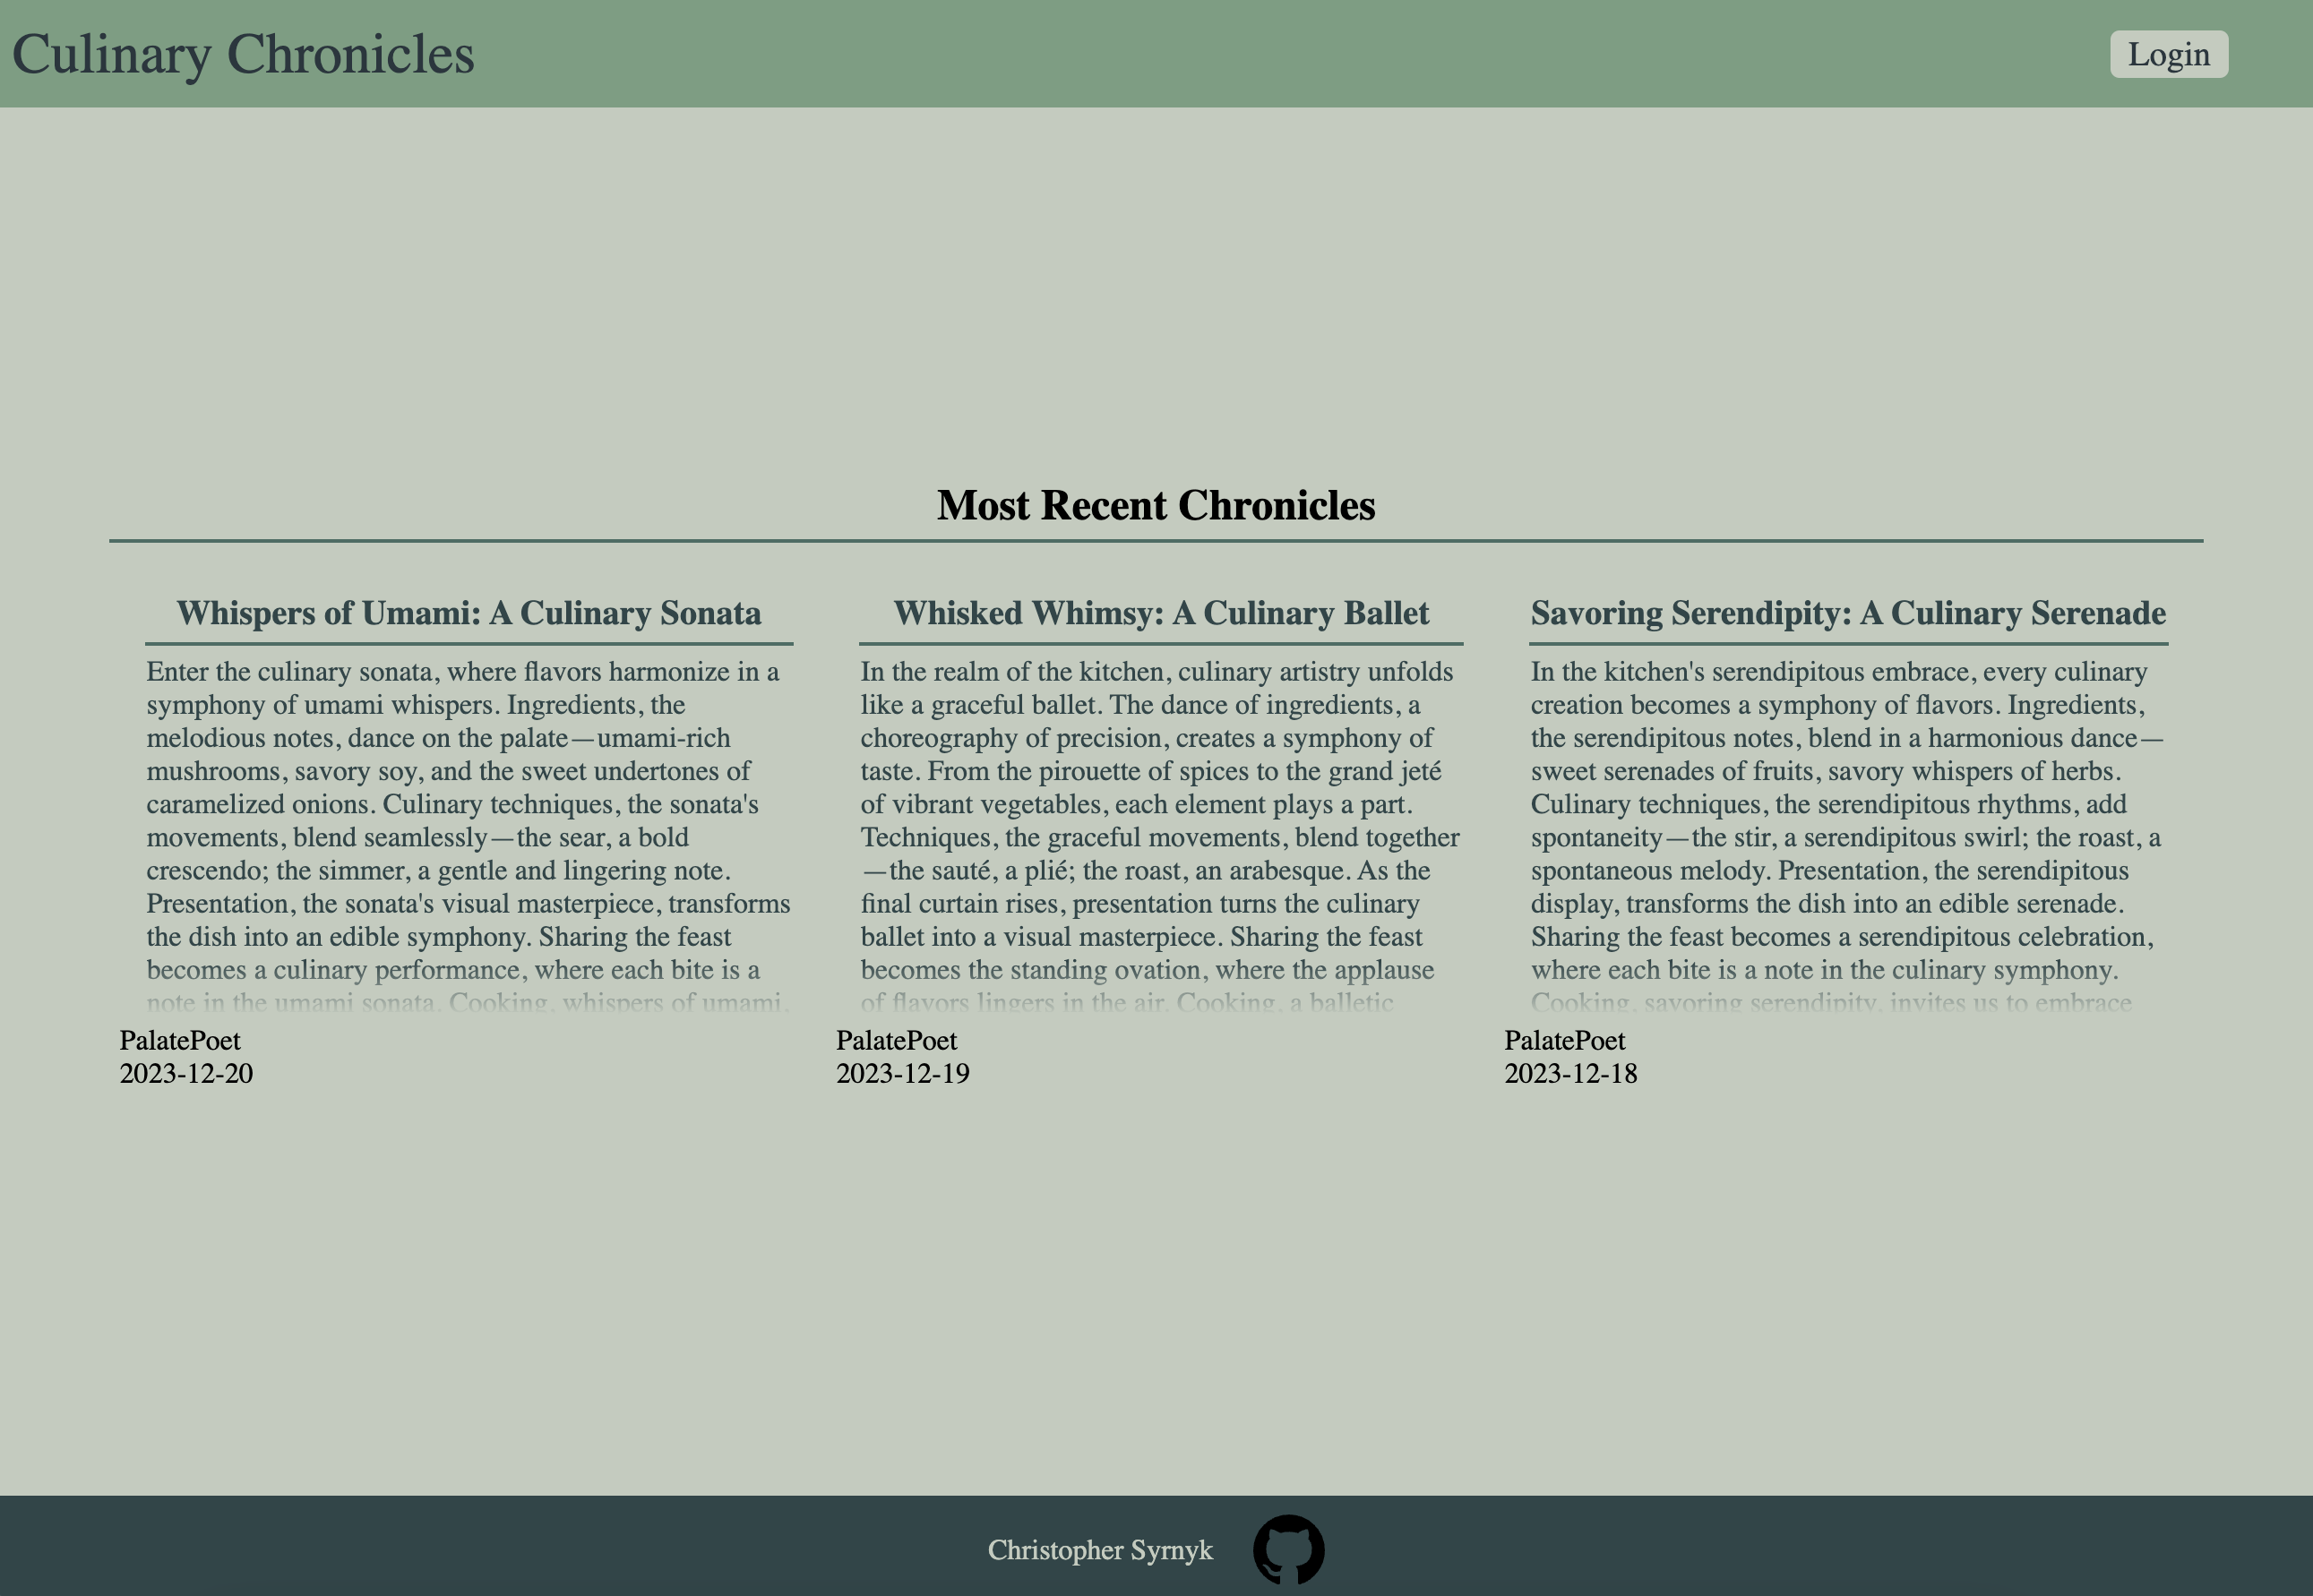 Culinary Chronicles
Login
Most Recent Chronicles
Whispers of Umami: A Culinary Sonata
Enter the culinary sonata, where flavors harmonize in a
symphony of umami whispers. Ingredients, the
melodious notes, dance on the palate—umami-rich
mushrooms, savory soy, and the sweet undertones of
caramelized onions. Culinary techniques, the sonata's
movements, blend seamlessly—the sear, a bold
crescendo; the simmer, a gentle and lingering note.
Presentation, the sonata's visual masterpiece, transforms
the dish into an edible symphony. Sharing the feast
becomes a culinary performance, where each bite is a
note in the umami sonata. Cooking, whispers of umami,
PalatePoet
2023-12-20
Whisked Whimsy: A Culinary Ballet
In the realm of the kitchen, culinary artistry unfolds
like a graceful ballet. The dance of ingredients, a
choreography of precision, creates a symphony of
taste. From the pirouette of spices to the grand jeté
of vibrant vegetables, each element plays a part.
Techniques, the graceful movements, blend together
—the sauté, a plié; the roast, an arabesque. As the
final curtain rises, presentation turns the culinary
ballet into a visual masterpiece. Sharing the feast
becomes the standing ovation, where the applause
of flavors lingers in the air. Cooking, a balletic
PalatePoet
2023-12-19
Savoring Serendipity: A Culinary Serenade
In the kitchen's serendipitous embrace, every culinary
creation becomes a symphony of flavors. Ingredients,
the serendipitous notes, blend in a harmonious dance—
sweet serenades of fruits, savory whispers of herbs.
Culinary techniques, the serendipitous rhythms, add
spontaneity—the stir, a serendipitous swirl; the roast, a
spontaneous melody. Presentation, the serendipitous
display, transforms the dish into an edible serenade.
Sharing the feast becomes a serendipitous celebration,
where each bite is a note in the culinary symphony.
Cooking, savoring serendipity, invites us to embrace
PalatePoet
2023-12-18
Christopher Syrnyk